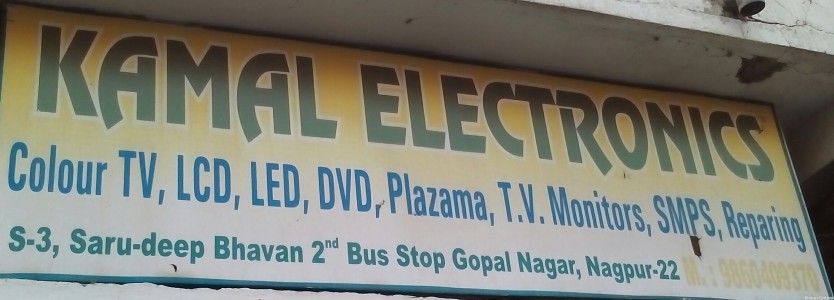 KAMAL ELECTRONICS
Colour TV, LCD, LED, DVD, Plazama, T.V. Monitors, SMPS, Reparing
S-3, Saru-deep Bhavan 2nd Bus Stop Gopal Nagar, Nagpur-22 M. : 9860409370